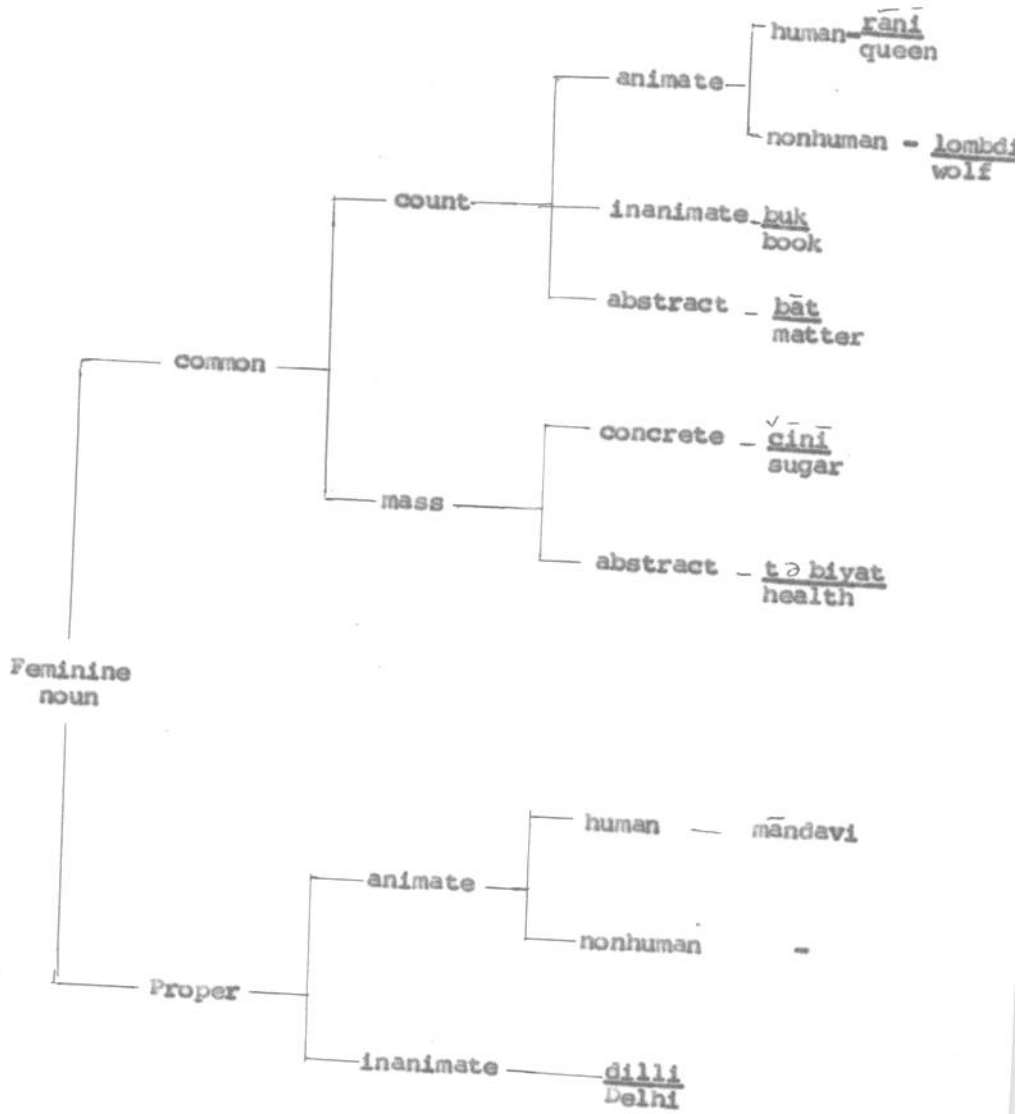 human - rānī
queen
animate
nonhuman - lombdi
wolf
count
inanimate - buk
book
abstract - bāt
matter
common
concrete - čīnī
sugar
mass
abstract - təbiyat
health
Feminine
noun
human — māndavi
animate
nonhuman -
Proper
inanimate dilli
Delhi